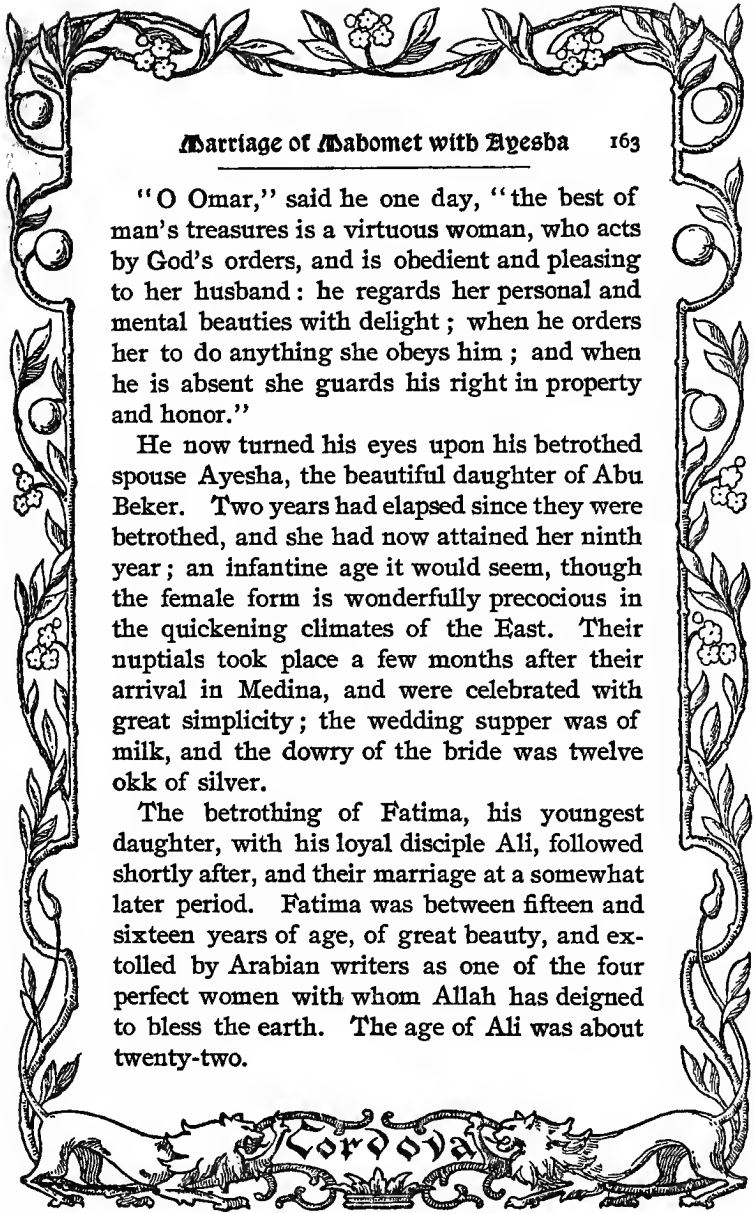 Marriage of Mahomet with Ayesha 163
"O Omar," said he one day, "the best of
man's treasures is a virtuous woman, who acts
by God's orders, and is obedient and pleasing
to her husband : he regards her personal and
mental beauties with delight ; when he orders
her to do anything she obeys him ; and when
he is absent she guards his right in property
and honor."
He now turned his eyes upon his betrothed
spouse Ayesha, the beautiful daughter of Abu
Beker. Two years had elapsed since they were
betrothed, and she had now attained her ninth
year ; an infantine age it would seem, though
the female form is wonderfully precocious in
the quickening climates of the East. Their
nuptials took place a few months after their
arrival in Medina, and were celebrated with
great simplicity ; the wedding supper was of
milk, and the dowry of the bride was twelve
okk of silver.
The betrothing of Fatima, his youngest
daughter, with his loyal disciple Ali, followed
shortly after, and their marriage at a somewhat
later period. Fatima was between fifteen and
sixteen years of age, of great beauty, and ex-
tolled by Arabian writers as one of the four
perfect women with whom Allah has deigned
to bless the earth. The age of Ali was about
twenty-two.
Cordova